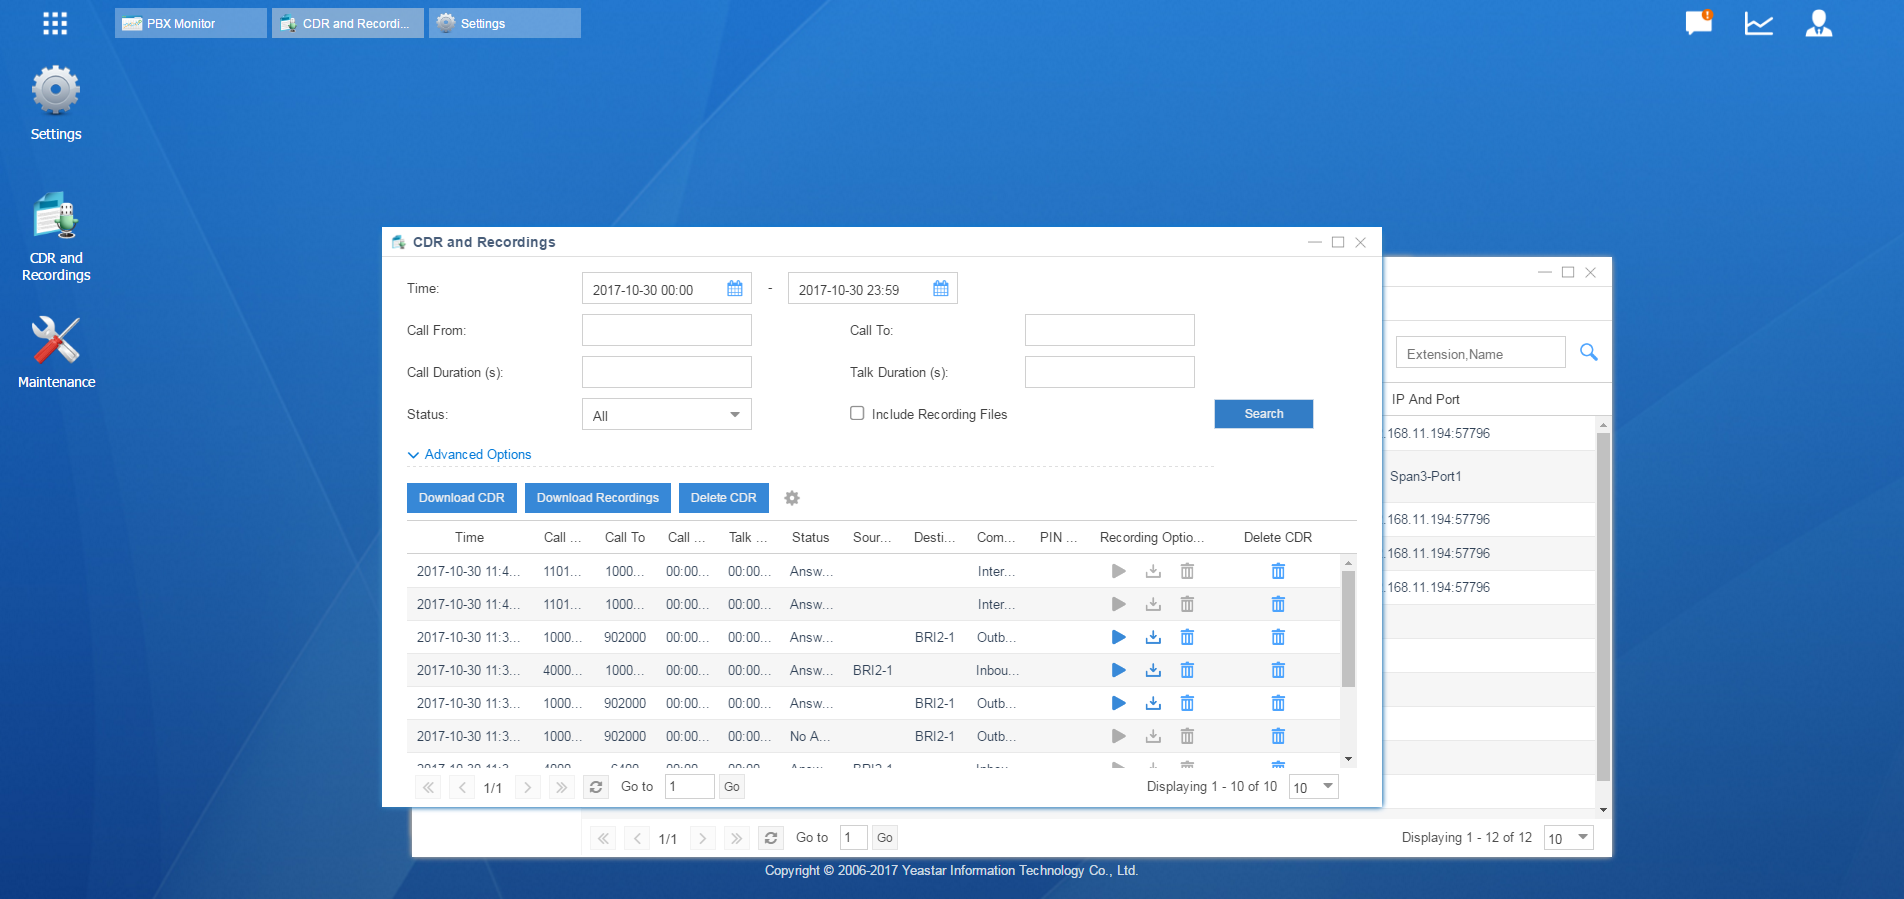 PBX Monitor
CDR and Recordi...
Settings
Settings
CDR and
Recordings
Maintenance
CDR and Recordings
Time:
2017-10-30 00:00
-
2017-10-30 23:59
Call From:
Call To:
Call Duration (s):
Talk Duration (s):
Status:
All
Include Recording Files
Search
Advanced Options
Download CDR
Download Recordings
Delete CDR
Time Call ... Call To Call ... Talk ... Status Sour... Desti... Com... PIN ... Recording Optio... Delete CDR
2017-10-30 11:4... 1101... 1000... 00:00... 00:00... Answ... Inter...
2017-10-30 11:4... 1101... 1000... 00:00... 00:00... Answ... Inter...
2017-10-30 11:3... 1000... 902000 00:00... 00:00... Answ... BRI2-1 Outb...
2017-10-30 11:3... 4000... 1000... 00:00... 00:00... Answ... BRI2-1 Inbou...
2017-10-30 11:3... 1000... 902000 00:00... 00:00... Answ... BRI2-1 Outb...
2017-10-30 11:3... 1000... 902000 00:00... 00:00... No A... BRI2-1 Outb...
1/1
Go to
1
Go
Displaying 1 - 10 of 10
10
Extension,Name
IP And Port
.168.11.194:57796
Span3-Port1
.168.11.194:57796
.168.11.194:57796
.168.11.194:57796
1/1
Go to
1
Go
Displaying 1 - 12 of 12
10
Copyright © 2006-2017 Yeastar Information Technology Co., Ltd.